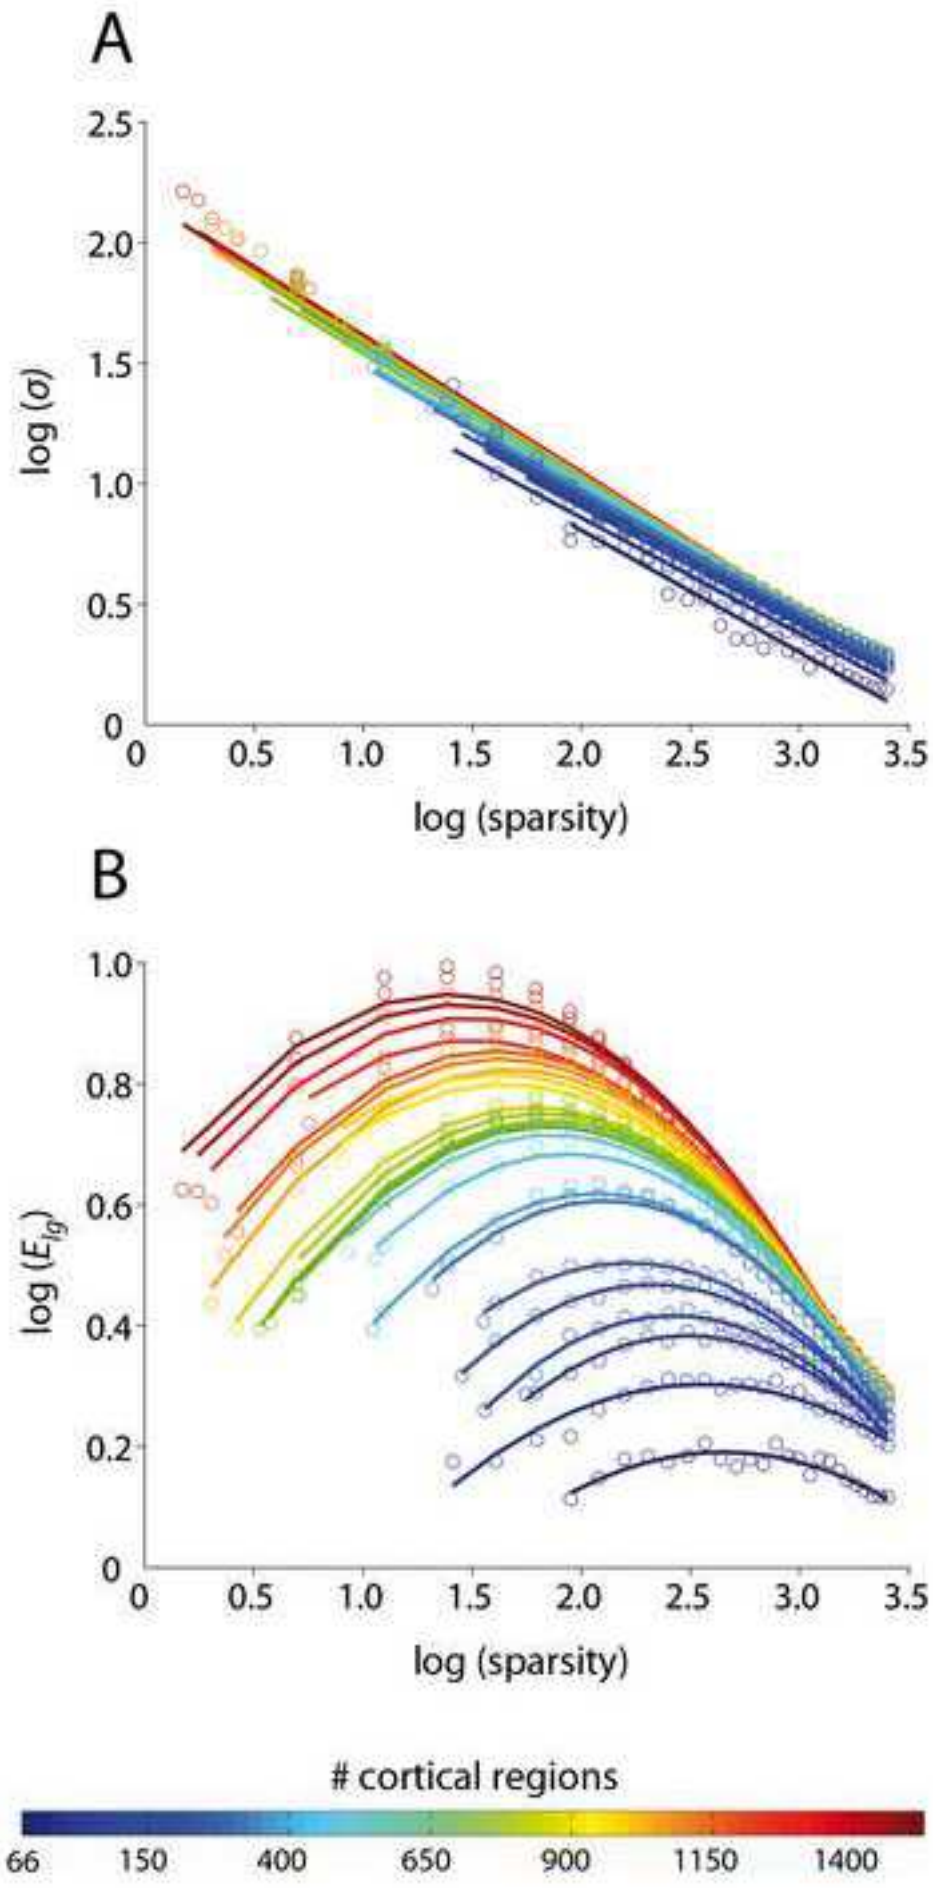 A
2.5
2.0
1.5
1.0
0.5
0
log (σ)
0 0.5 1.0 1.5 2.0 2.5 3.0 3.5
log (sparsity)
B
1.0
0.8
0.6
0.4
0.2
0
log (E_lg)
0 0.5 1.0 1.5 2.0 2.5 3.0 3.5
log (sparsity)
# cortical regions
66 150 400 650 900 1150 1400